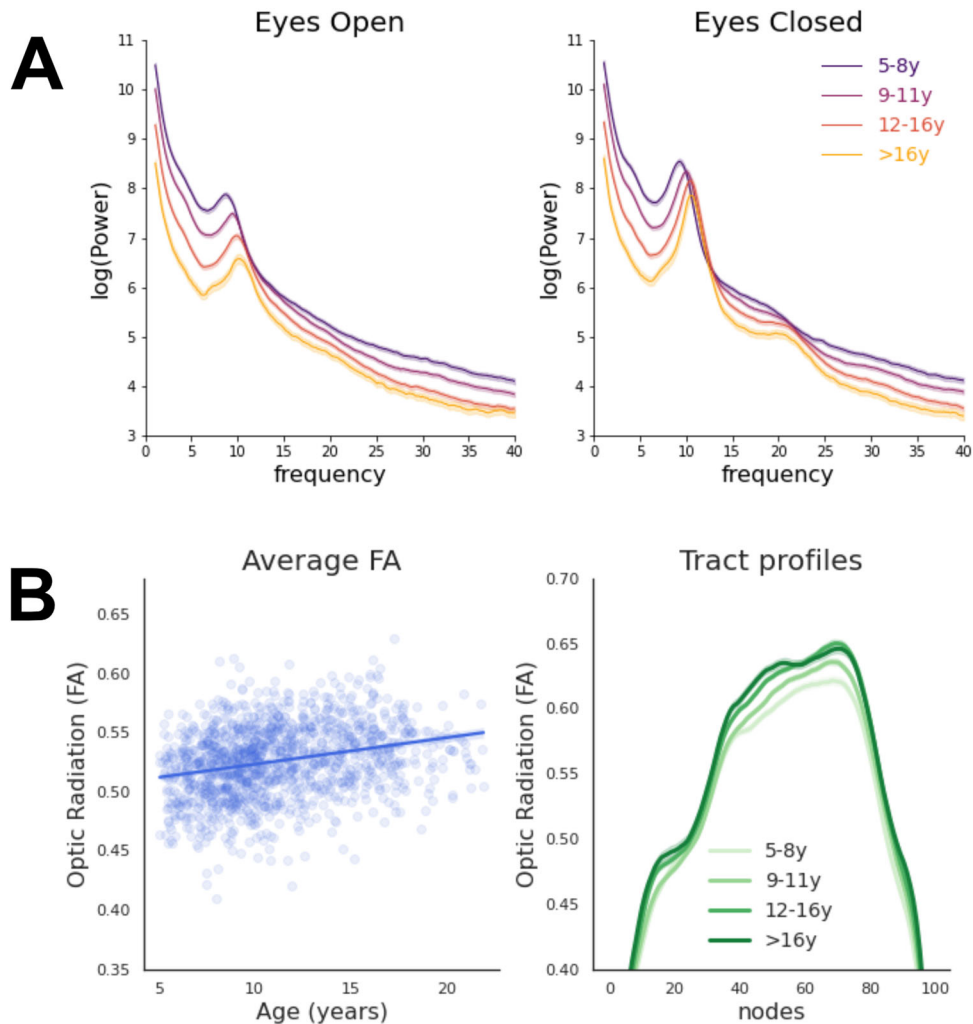 A
Eyes Open
Eyes Closed
11
10
9
8
7
6
5
4
3
log(Power)
0 5 10 15 20 25 30 35 40
frequency
11
10
9
8
7
6
5
4
3
log(Power)
0 5 10 15 20 25 30 35 40
frequency
5-8y
9-11y
12-16y
>16y
B
Average FA
Tract profiles
0.65
0.60
0.55
0.50
0.45
0.40
0.35
Optic Radiation (FA)
5 10 15 20
Age (years)
0.70
0.65
0.60
0.55
0.50
0.45
0.40
Optic Radiation (FA)
5-8y
9-11y
12-16y
>16y
0 20 40 60 80 100
nodes